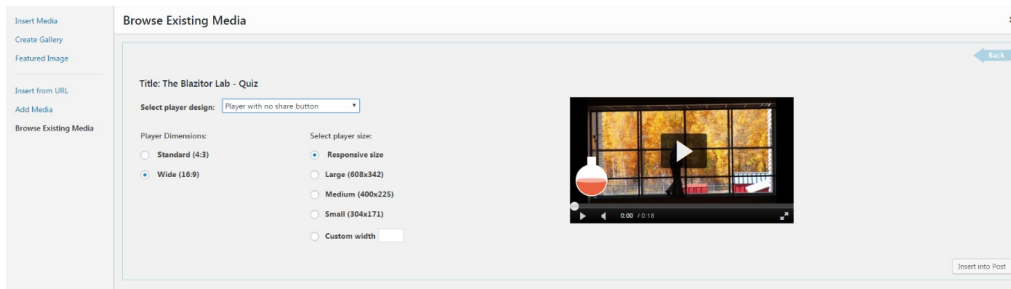 Insert Media
Create Gallery
Featured Image
Insert from URL
Add Media
Browse Existing Media
Browse Existing Media
Back
Title: The Blazitor Lab - Quiz
Select player design: Player with no share button
Player Dimensions:
Standard (4:3)
Wide (16:9)
Select player size:
Responsive size
Large (608x342)
Medium (400x225)
Small (304x171)
Custom width
0:00 / 0:18
Insert into Post